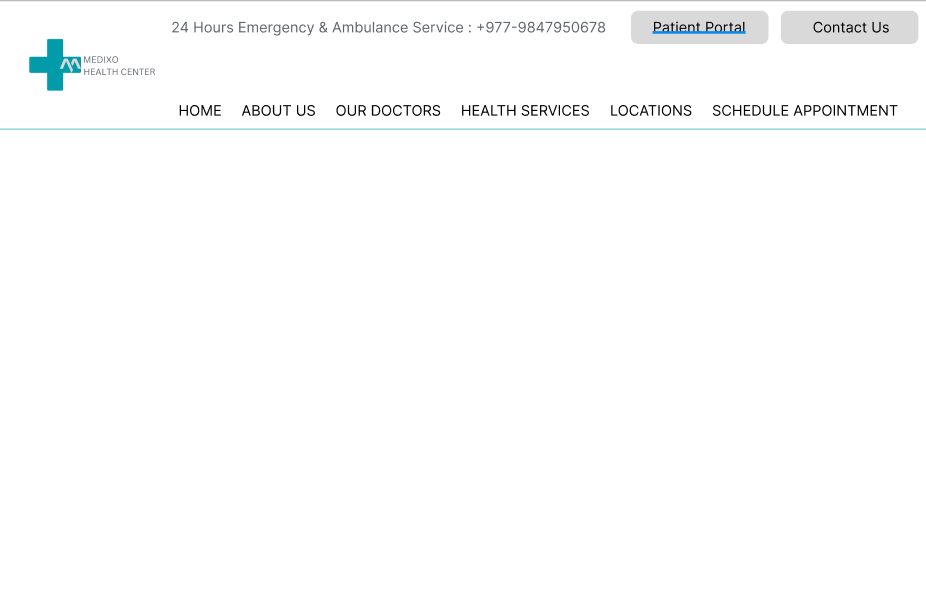 24 Hours Emergency & Ambulance Service : +977-9847950678
Patient Portal
Contact Us
MEDIXO
HEALTH CENTER
HOME ABOUT US OUR DOCTORS HEALTH SERVICES LOCATIONS SCHEDULE APPOINTMENT